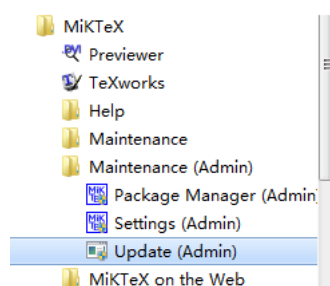 MiKTeX
Previewer
TeXworks
Help
Maintenance
Maintenance (Admin)
Package Manager (Admin)
Settings (Admin)
Update (Admin)
MiKTeX on the Web